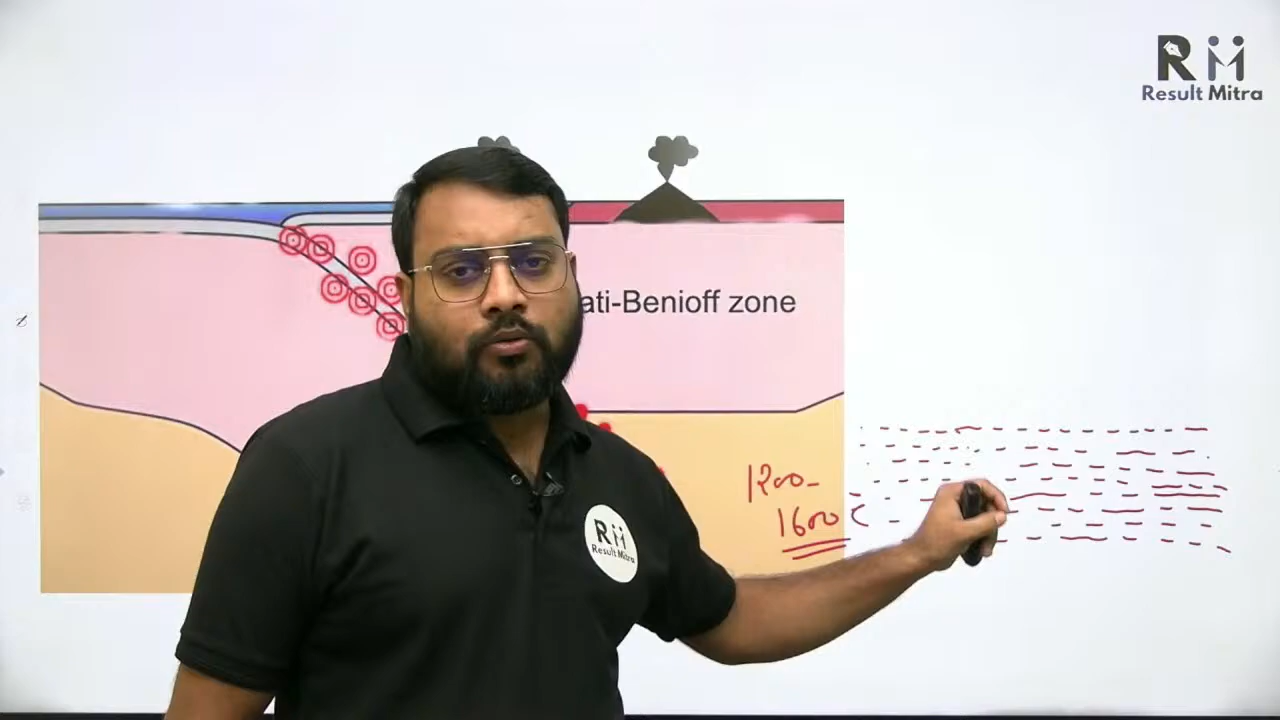 RM
Result Mitra
ati-Benioff zone
1200-
1600 C
RM
Result Mitra